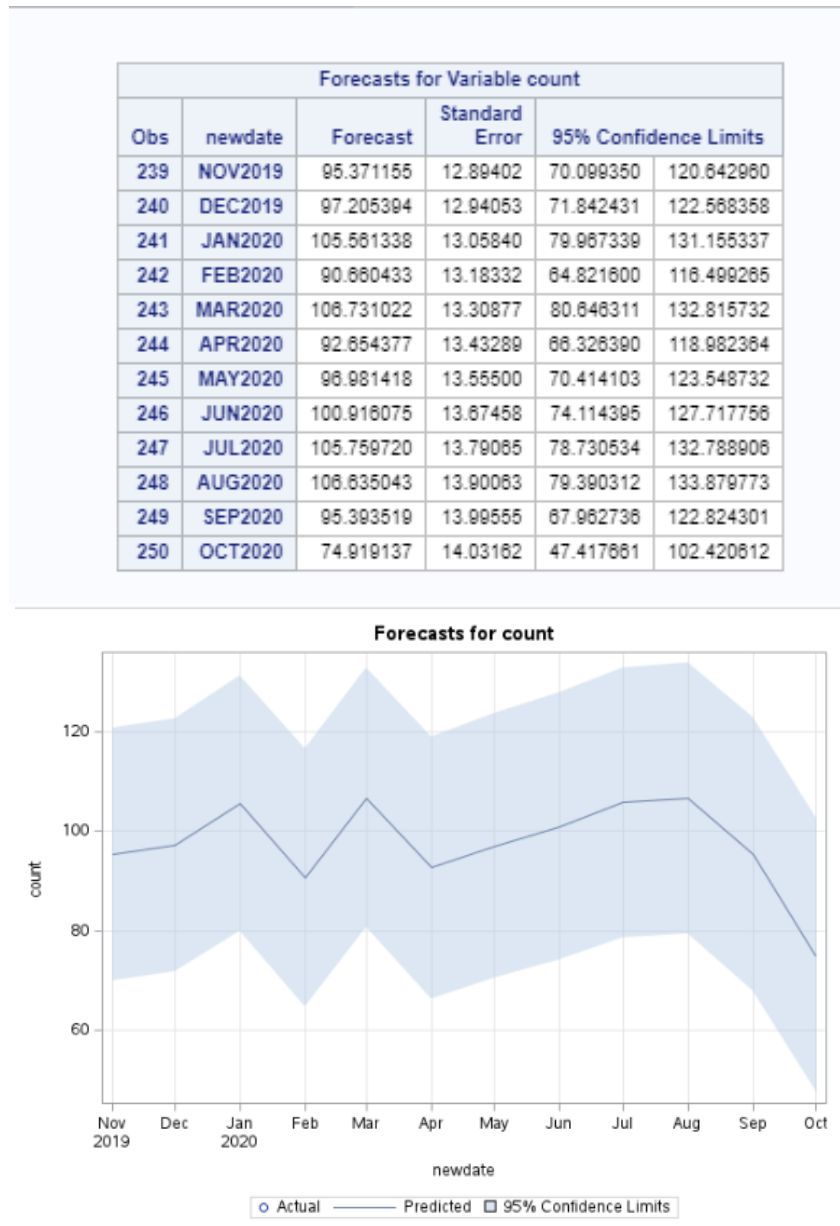 Forecasts for Variable count
Obs newdate Forecast Standard Error 95% Confidence Limits
239 NOV2019 95.371155 12.89402 70.099350 120.642960
240 DEC2019 97.205394 12.94053 71.842431 122.568358
241 JAN2020 105.561338 13.05840 79.967339 131.155337
242 FEB2020 90.660433 13.18332 64.821600 116.499265
243 MAR2020 106.731022 13.30877 80.646311 132.815732
244 APR2020 92.654377 13.43289 66.326390 118.982364
245 MAY2020 96.981418 13.55500 70.414103 123.548732
246 JUN2020 100.916075 13.67458 74.114395 127.717756
247 JUL2020 105.759720 13.79065 78.730534 132.788906
248 AUG2020 106.635043 13.90063 79.390312 133.879773
249 SEP2020 95.393519 13.99555 67.962736 122.824301
250 OCT2020 74.919137 14.03162 47.417661 102.420612
Forecasts for count
120
100
80
60
count
Nov Dec Jan Feb Mar Apr May Jun Jul Aug Sep Oct
2019 2020
newdate
Actual Predicted 95% Confidence Limits